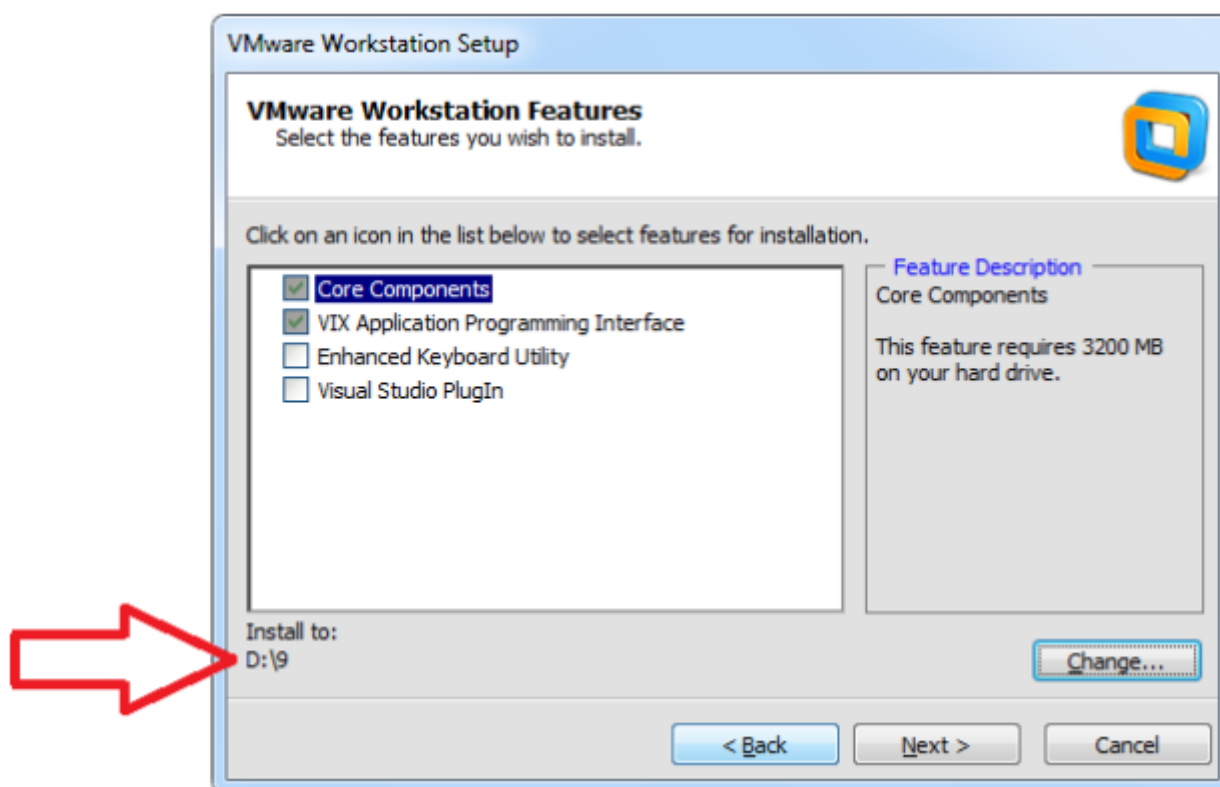 VMware Workstation Setup
VMware Workstation Features
Select the features you wish to install.
Click on an icon in the list below to select features for installation.
Core Components
VIX Application Programming Interface
Enhanced Keyboard Utility
Visual Studio PlugIn
Feature Description
Core Components
This feature requires 3200 MB
on your hard drive.
Install to:
D:\9
Change...
< Back
Next >
Cancel